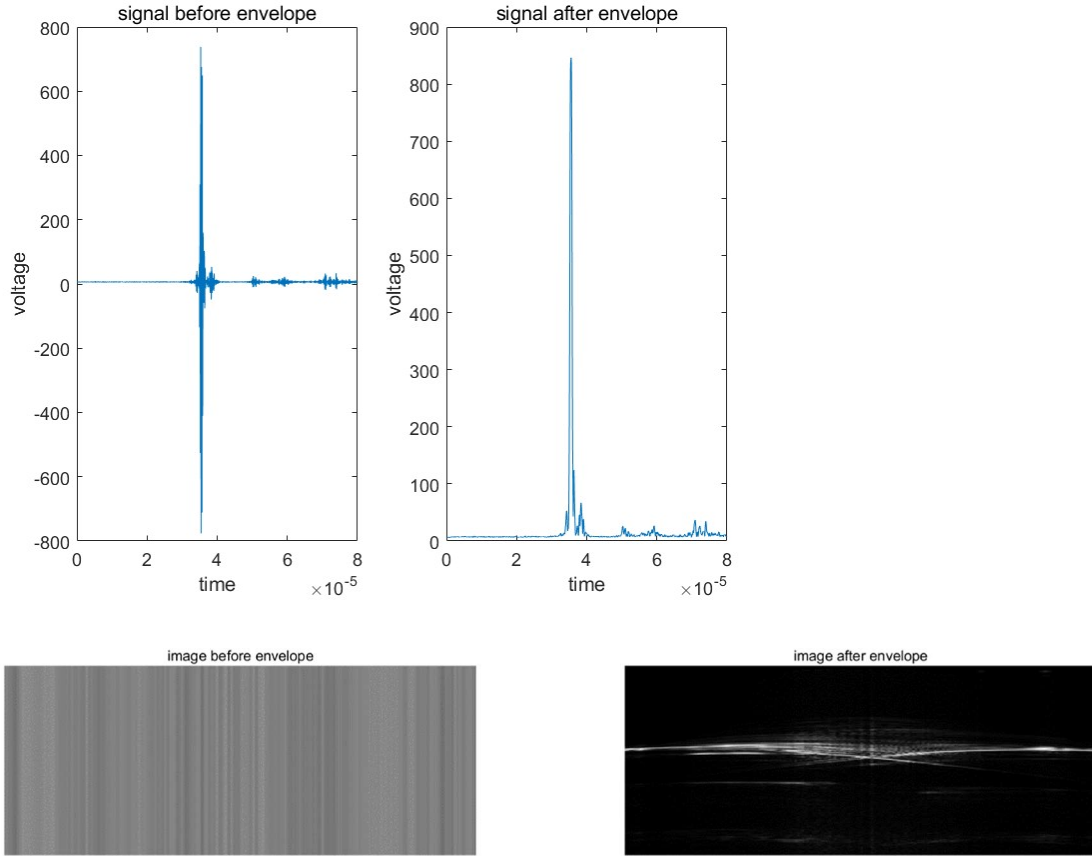 signal before envelope
800
600
400
200
0
-200
-400
-600
-800
voltage
0 2 4 6 8
time
×10-5
signal after envelope
900
800
700
600
500
400
300
200
100
0
voltage
0 2 4 6 8
time
×10-5
image before envelope
image after envelope